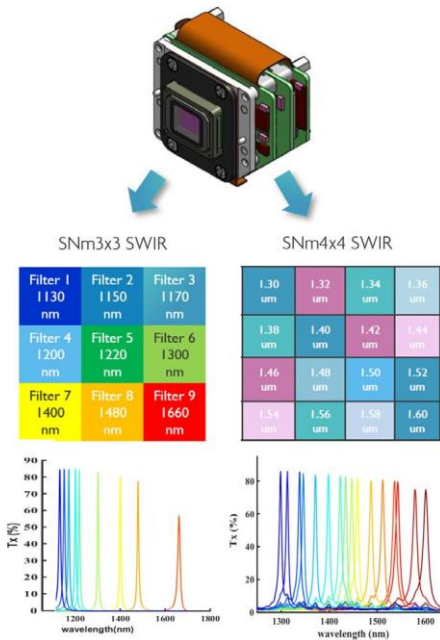 SNm3x3 SWIR
SNm4x4 SWIR
Filter 1
1130
nm
Filter 2
1150
nm
Filter 3
1170
nm
Filter 4
1200
nm
Filter 5
1220
nm
Filter 6
1300
nm
Filter 7
1400
nm
Filter 8
1480
nm
Filter 9
1660
nm
1.30
um
1.32
um
1.34
um
1.36
um
1.38
um
1.40
um
1.42
um
1.44
um
1.46
um
1.48
um
1.50
um
1.52
um
1.54
um
1.56
um
1.58
um
1.60
um
Tx (%)
90
80
70
60
50
40
30
20
10
0
1200 1400 1600 1800
wavelength(nm)
Tx (%)
80
60
40
20
0
1300 1400 1500 1600
wavelength (nm)